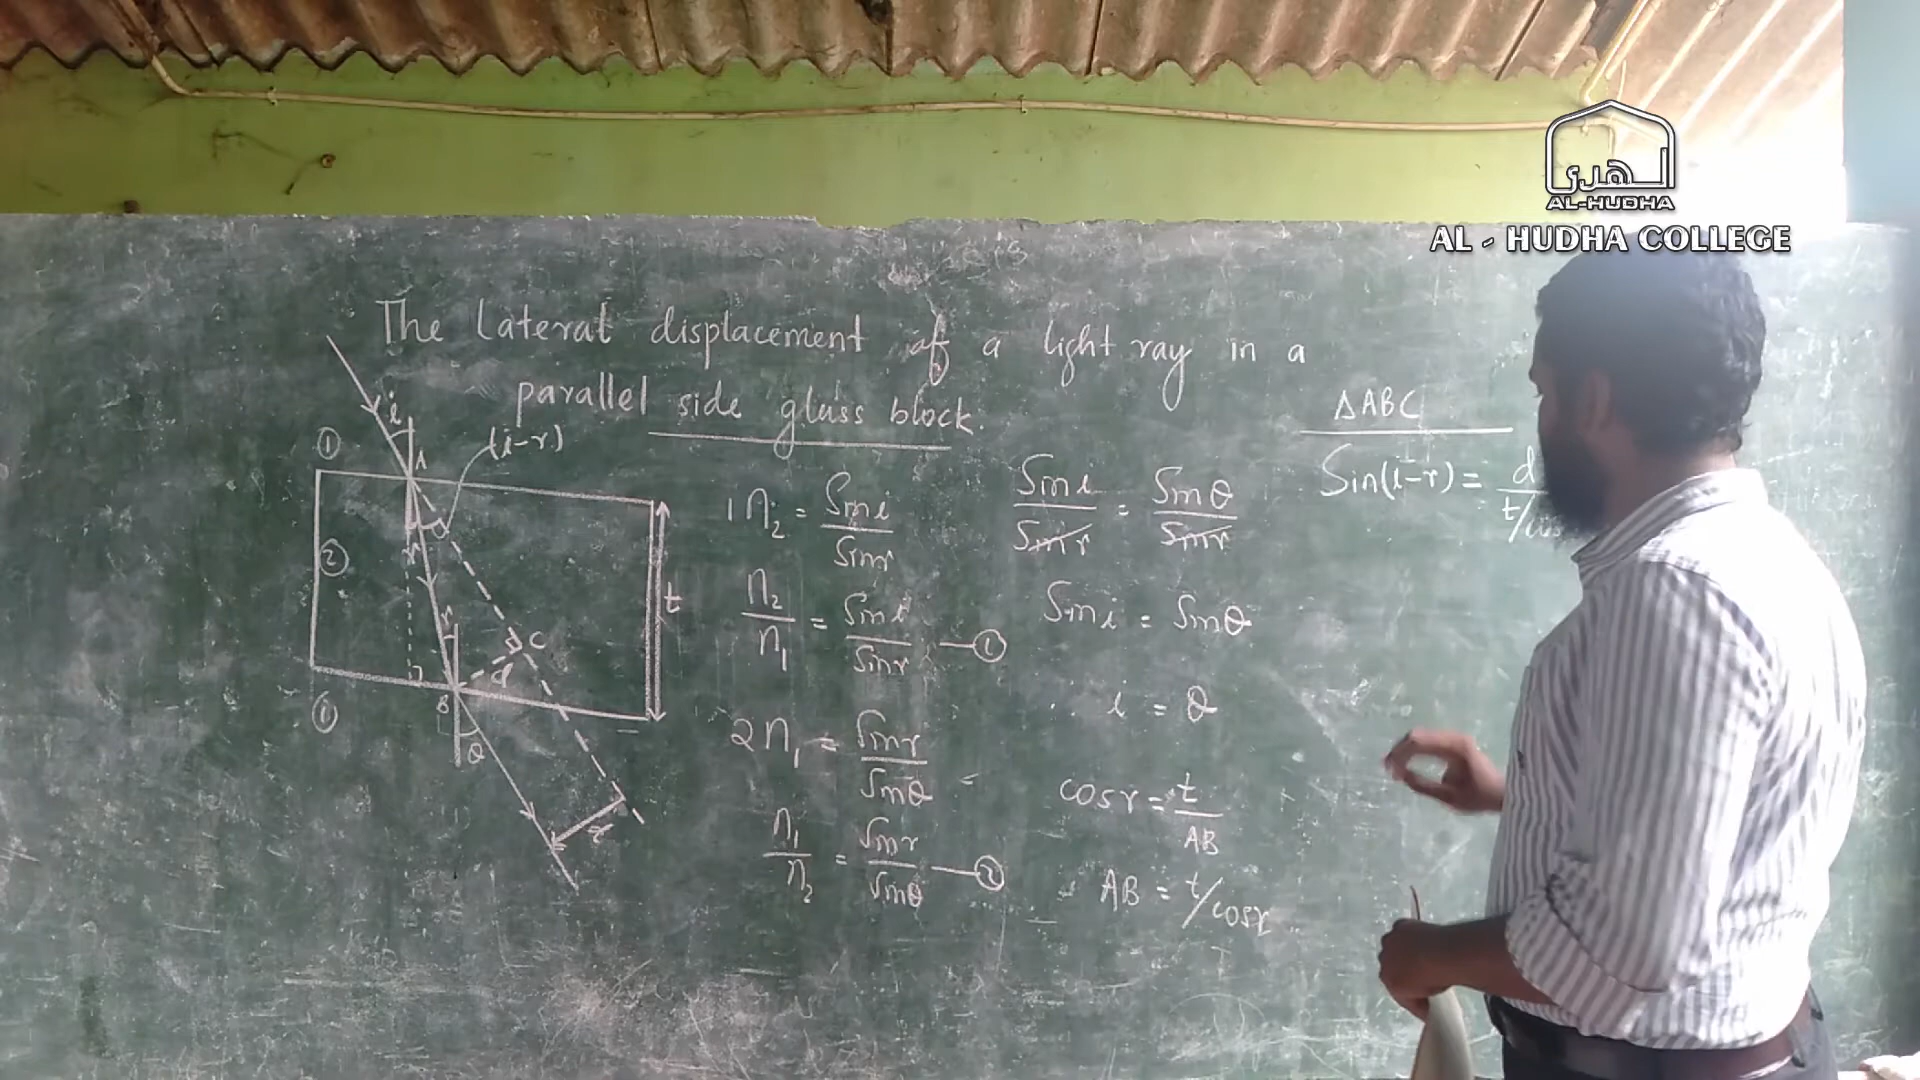 الهدى
AL-HUDHA
AL - HUDHA COLLEGE
The Lateral displacement of a light ray in a
parallel side glass block.
i
(i-r)
①
A
②
r
r
t
C
d
B
①
θ
1n₂ = Sin i / Sin r
n₂/n₁ = Sin i / Sin r —①
2n₁ = Sin r / Sin θ
n₁/n₂ = Sin r / Sin θ —②
Sin i / Sin r = Sin θ / Sin r
Sin i = Sin θ
i = θ
cos r = t/AB
AB = t/cos r
ΔABC
Sin(i-r) = d
t/